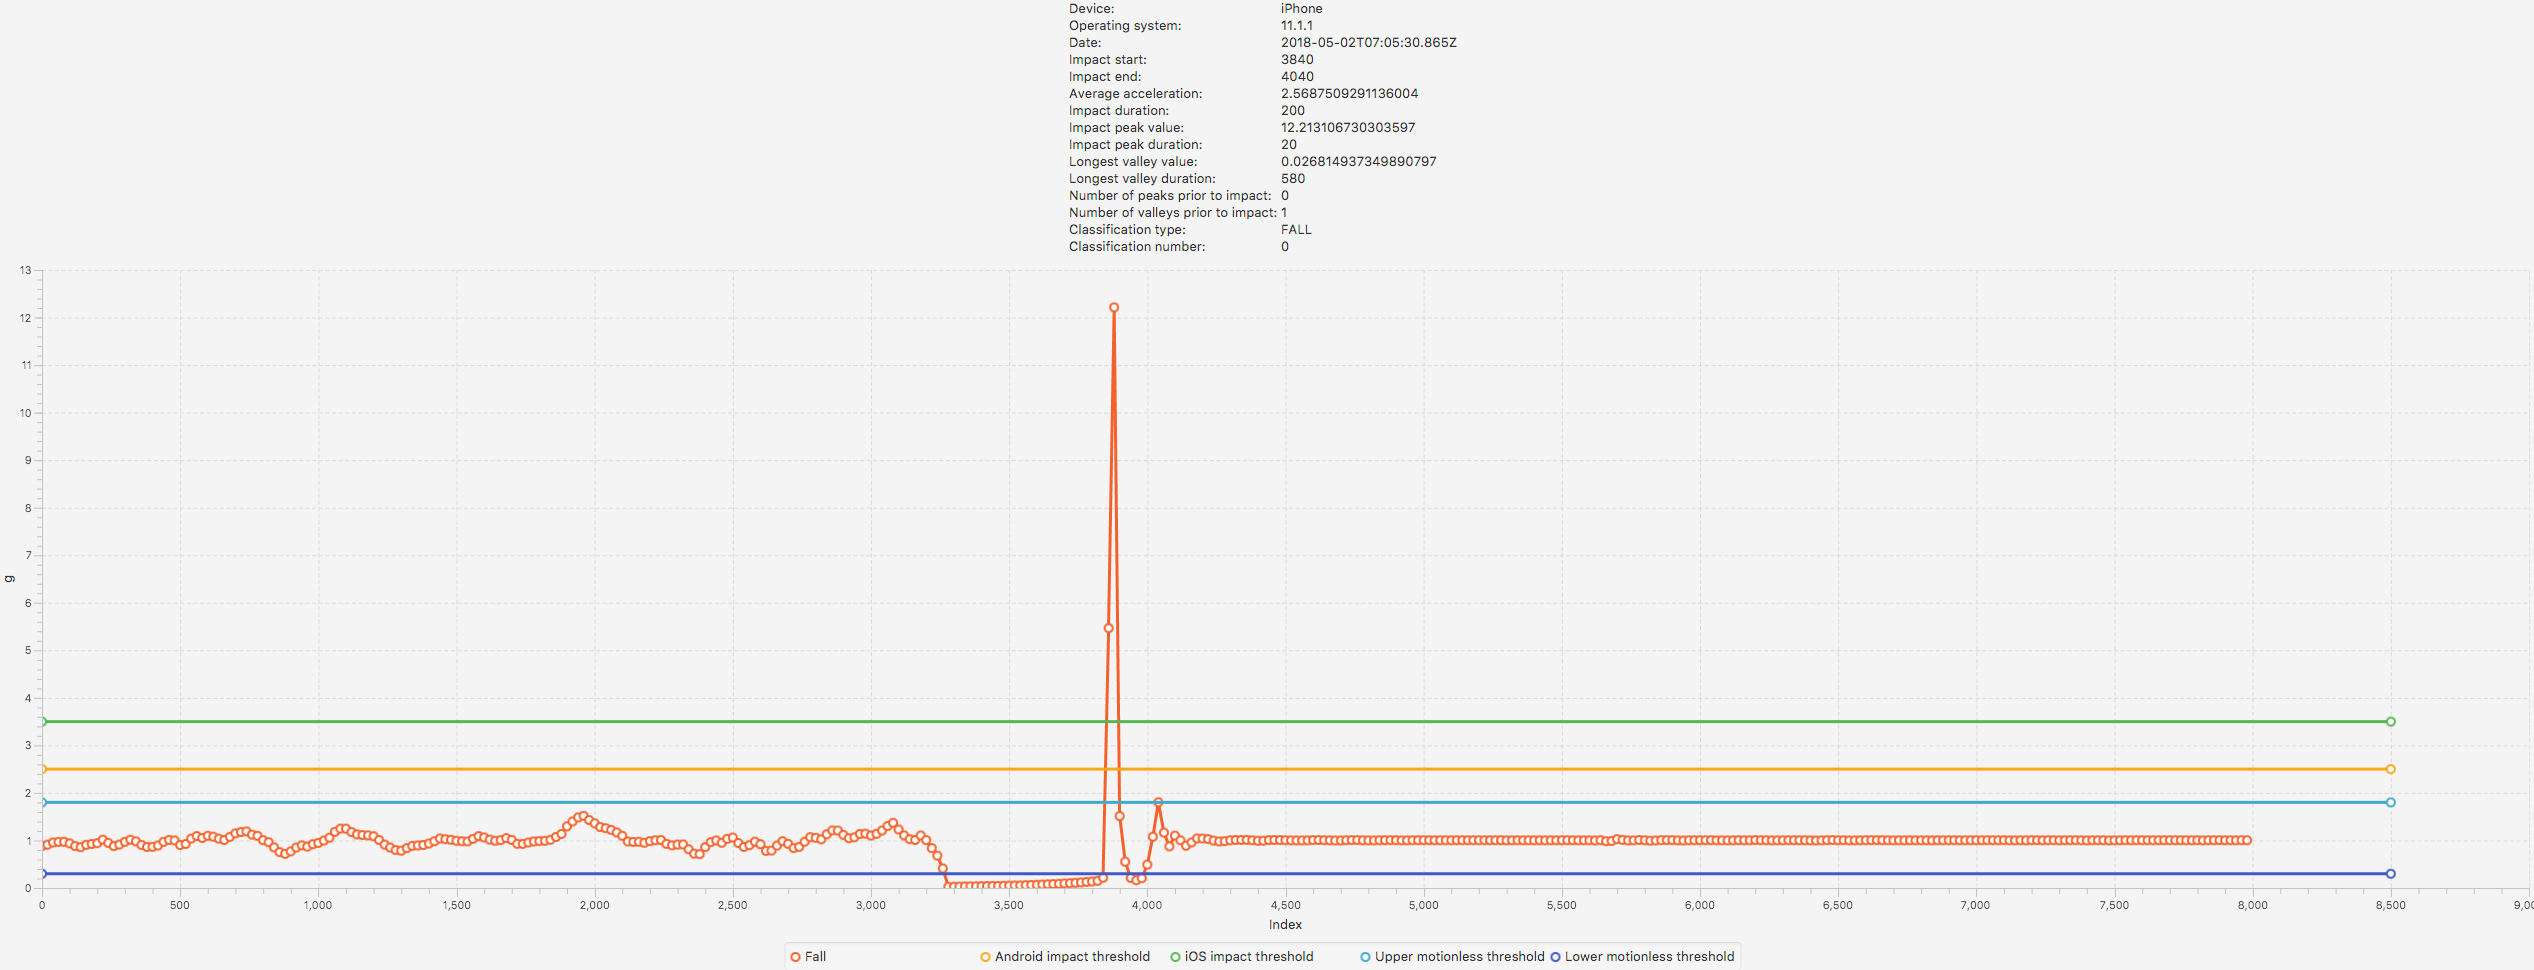 Device: iPhone
Operating system: 11.1.1
Date: 2018-05-02T07:05:30.865Z
Impact start: 3840
Impact end: 4040
Average acceleration: 2.5687509291136004
Impact duration: 200
Impact peak value: 12.213106730303597
Impact peak duration: 20
Longest valley value: 0.026814937349890797
Longest valley duration: 580
Number of peaks prior to impact: 0
Number of valleys prior to impact: 1
Classification type: FALL
Classification number: 0
13
12
11
10
9
8
7
6
5
4
3
2
1
0
g
0 500 1,000 1,500 2,000 2,500 3,000 3,500 4,000 4,500 5,000 5,500 6,000 6,500 7,000 7,500 8,000 8,500 9,00
Index
Fall Android impact threshold iOS impact threshold Upper motionless threshold Lower motionless threshold